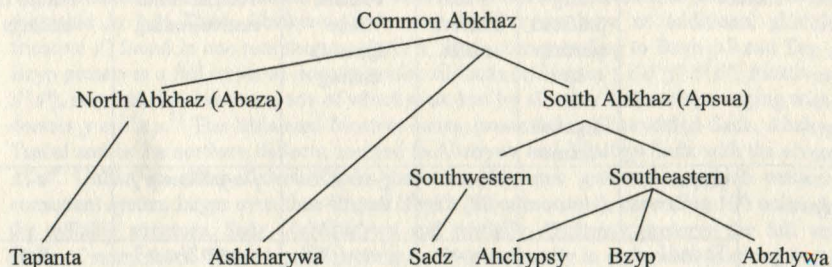 Common Abkhaz
North Abkhaz (Abaza) South Abkhaz (Apsua)
Southwestern Southeastern
Tapanta Ashkharywa Sadz Ahchypsy Bzyp Abzhywa